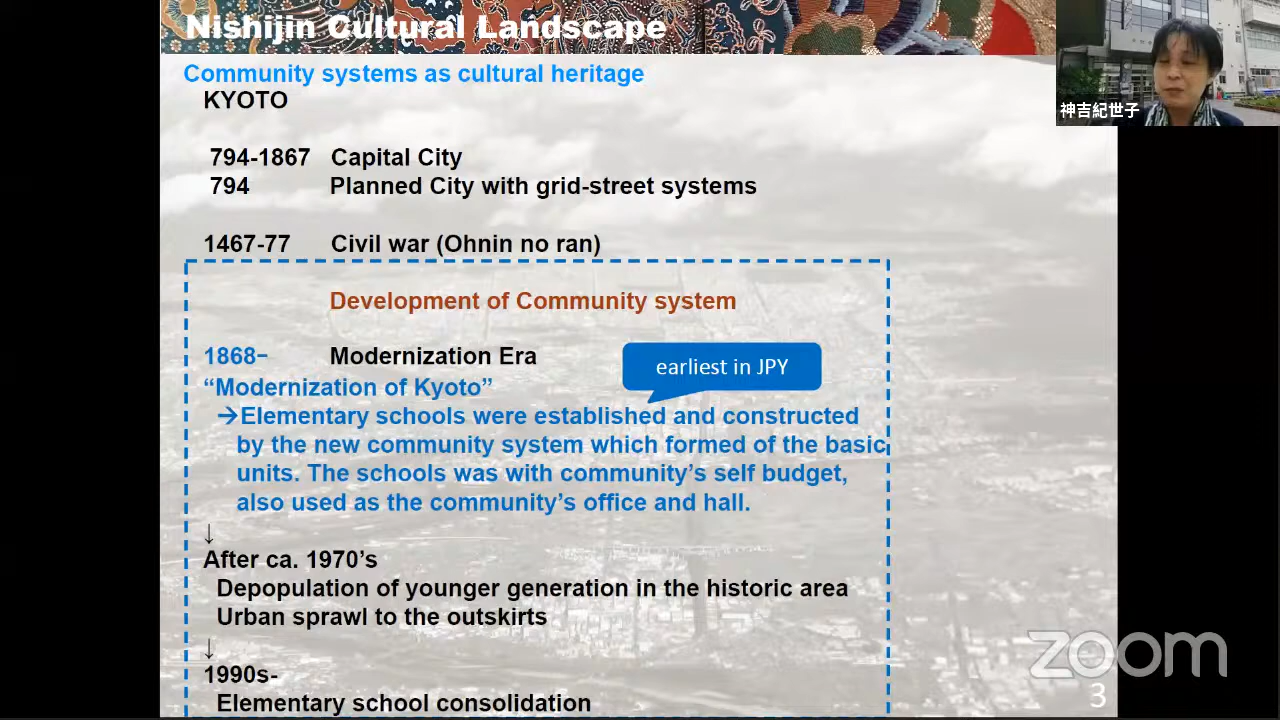 Nishijin Cultural Landscape
Community systems as cultural heritage
KYOTO
神吉紀世子
794-1867 Capital City
794 Planned City with grid-street systems
1467-77 Civil war (Ohnin no ran)
Development of Community system
1868− Modernization Era
earliest in JPY
“Modernization of Kyoto”
→Elementary schools were established and constructed
by the new community system which formed of the basic
units. The schools was with community’s self budget,
also used as the community’s office and hall.
↓
After ca. 1970’s
Depopulation of younger generation in the historic area
Urban sprawl to the outskirts
↓
1990s-
Elementary school consolidation
zoom
3